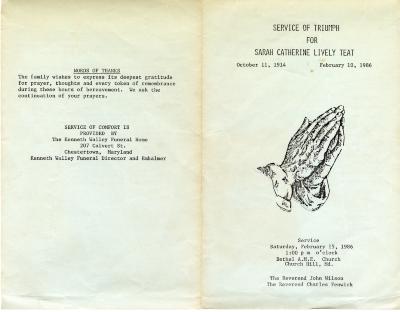 WORDS OF THANKS
The family wishes to express its deepest gratitude
for prayer, thoughts and every token of remembrance
during these hours of bereavement. We ask the
continuation of your prayers.
SERVICE OF COMFORT IS
PROVIDED BY
The Kenneth Walley Funeral Home
207 Calvert St.
Chestertown, Maryland
Kenneth Walley Funeral Director and Embalmer
SERVICE OF TRIUMPH
FOR
SARAH CATHERINE LIVELY TEAT
October 11, 1914 February 10, 1986
Service
Saturday, February 15, 1986
1:00 p m o'clock
Bethel A.M.E. Church
Church Hill, Md.
The Reverend John Wilson
The Reverend Charles Fenwick